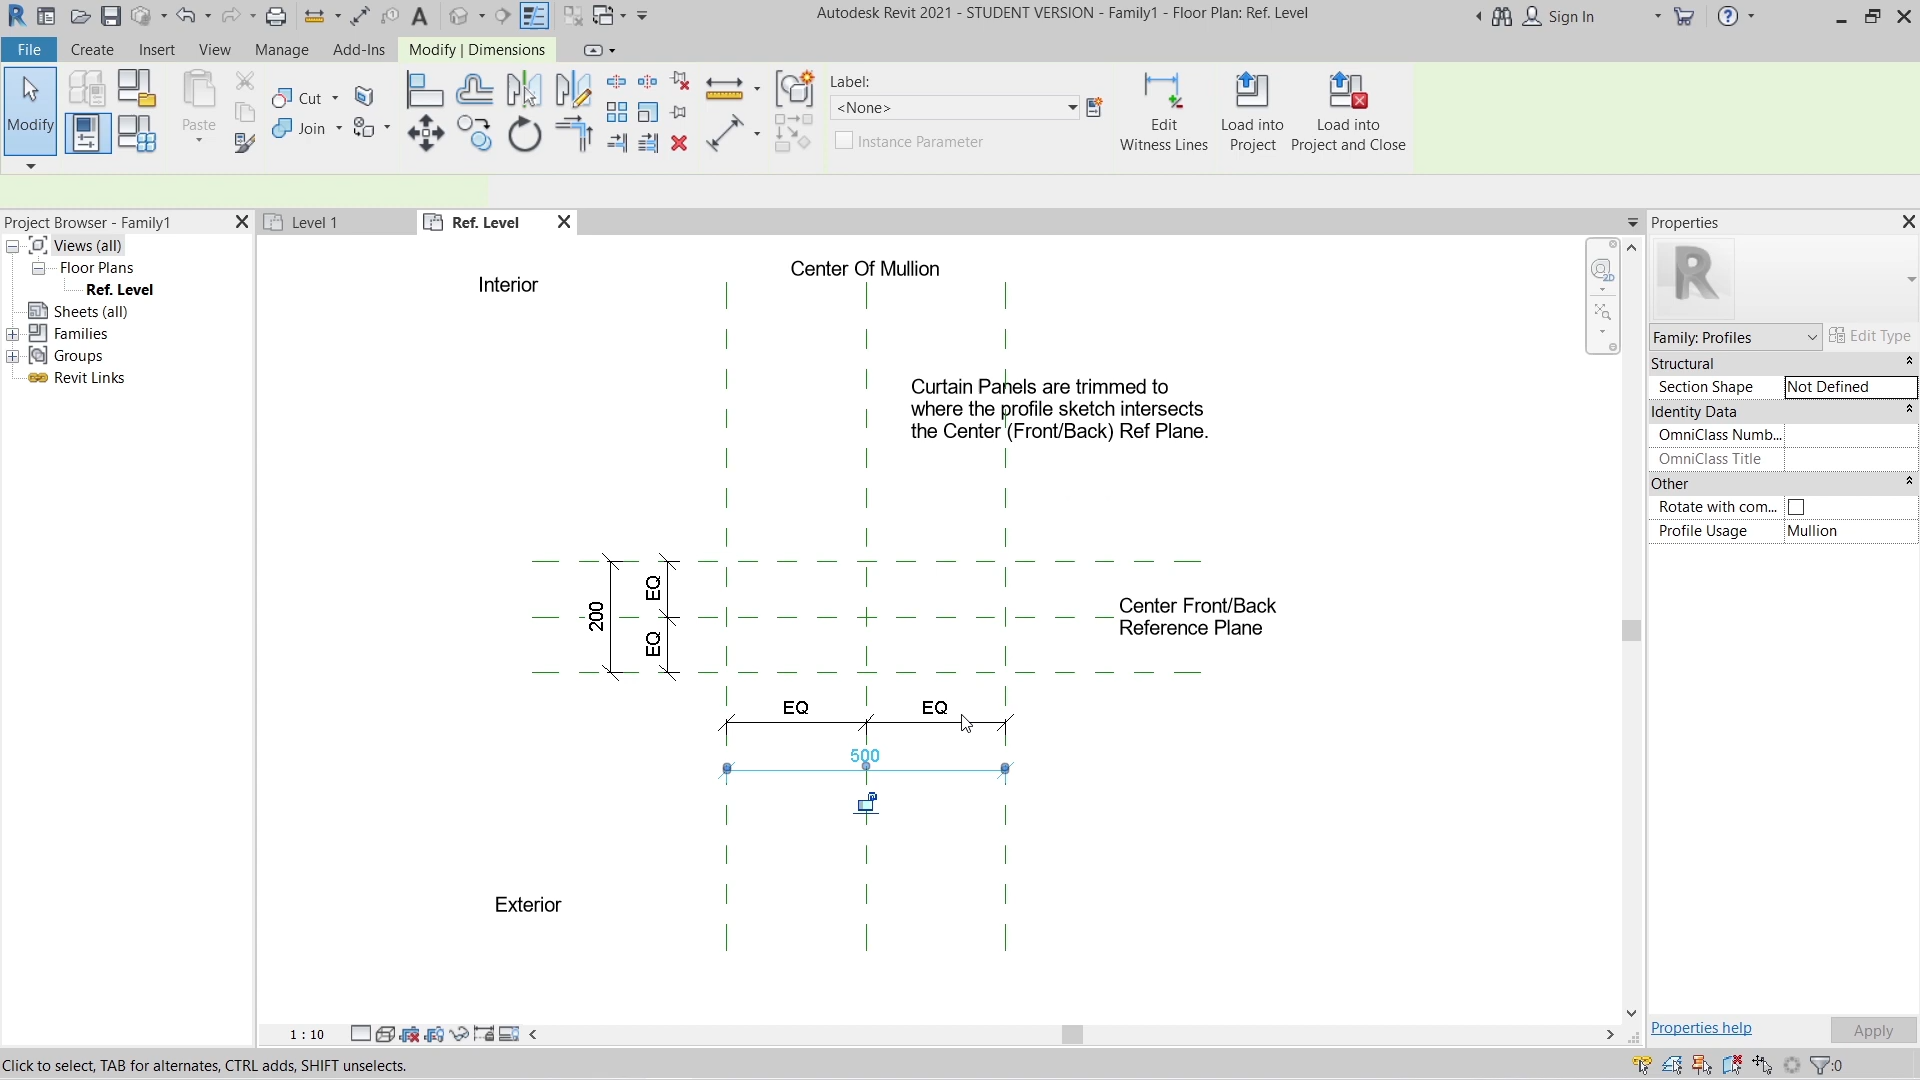 Autodesk Revit 2021 - STUDENT VERSION - Family1 - Floor Plan: Ref. Level
Sign In
File
Create
Insert
View
Manage
Add-Ins
Modify | Dimensions
Modify
Paste
Cut
Join
Label:
<None>
Instance Parameter
Edit
Witness Lines
Load into
Project
Load into
Project and Close
Project Browser - Family1
Views (all)
Floor Plans
Ref. Level
Sheets (all)
Families
Groups
Revit Links
Level 1
Ref. Level
Interior
Center Of Mullion
Curtain Panels are trimmed to
where the profile sketch intersects
the Center (Front/Back) Ref Plane.
200
EQ
EQ
Center Front/Back
Reference Plane
EQ
EQ
500
Exterior
1 : 10
Properties
Family: Profiles
Edit Type
Structural
Section Shape
Not Defined
Identity Data
OmniClass Numb...
OmniClass Title
Other
Rotate with com...
Profile Usage
Mullion
Properties help
Apply
Click to select, TAB for alternates, CTRL adds, SHIFT unselects.
:0